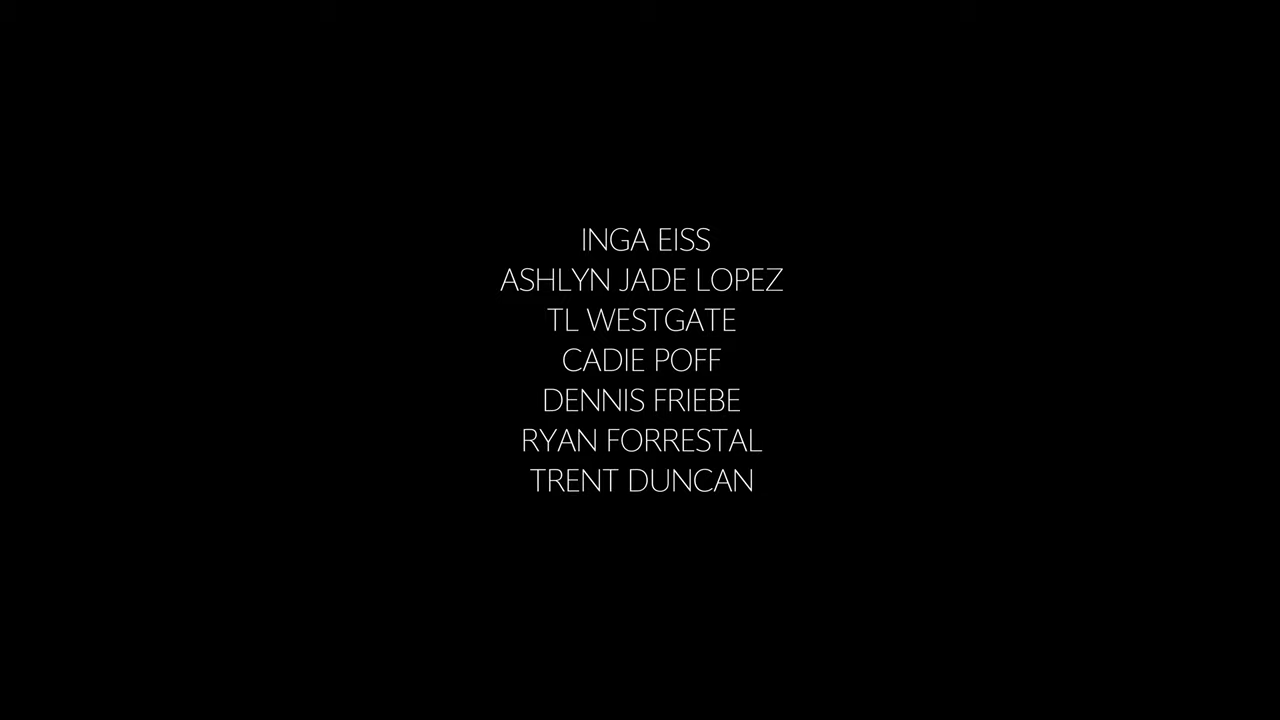 INGA EISS
ASHLYN JADE LOPEZ
TL WESTGATE
CADIE POFF
DENNIS FRIEBE
RYAN FORRESTAL
TRENT DUNCAN